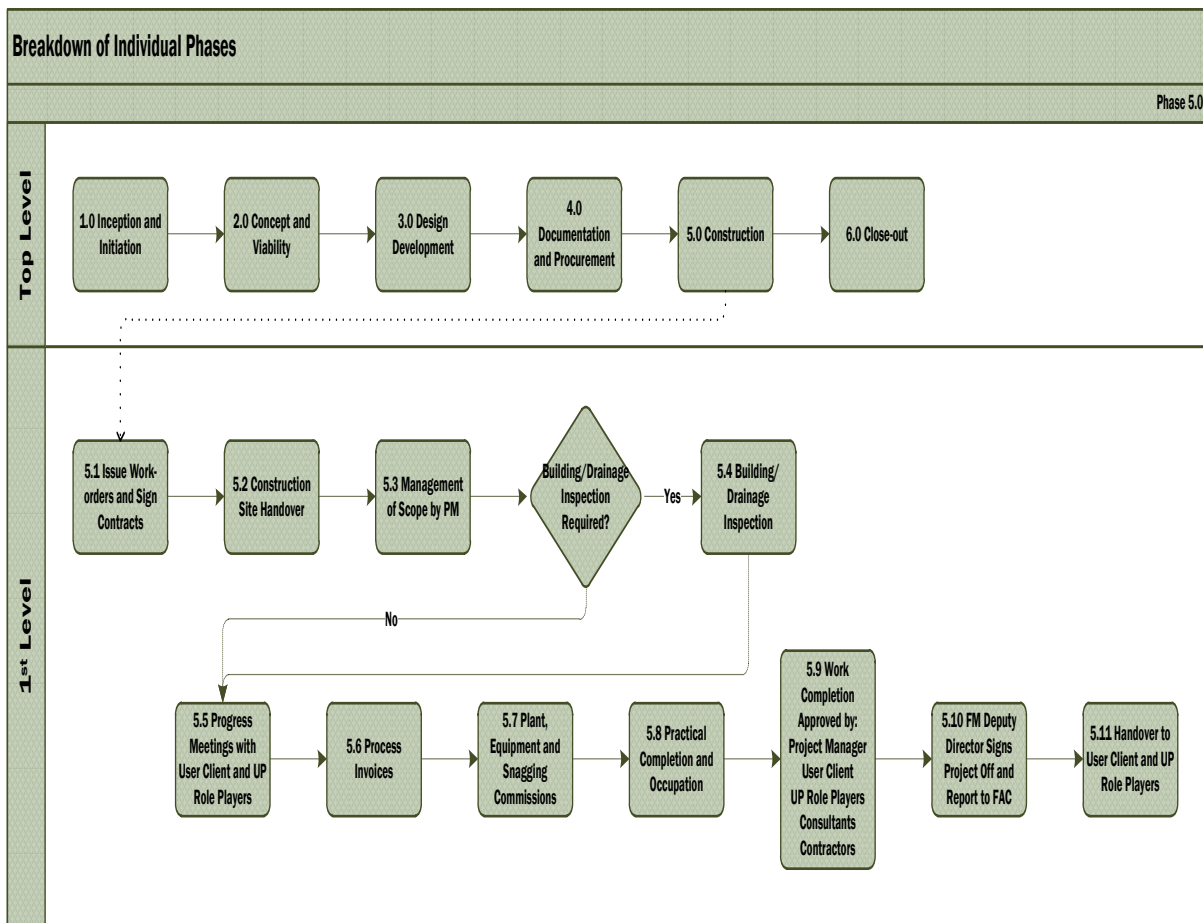 Breakdown of Individual Phases
Phase 5.0
Top Level
1.0 Inception and
Initiation
2.0 Concept and
Viability
3.0 Design
Development
4.0
Documentation
and Procurement
5.0 Construction
6.0 Close-out
1st Level
5.1 Issue Work-
orders and Sign
Contracts
5.2 Construction
Site Handover
5.3 Management
of Scope by PM
Building/Drainage
Inspection
Required?
Yes
5.4 Building/
Drainage
Inspection
No
5.5 Progress
Meetings with
User Client and UP
Role Players
5.6 Process
Invoices
5.7 Plant,
Equipment and
Snagging
Commissions
5.8 Practical
Completion and
Occupation
5.9 Work
Completion
Approved by:
Project Manager
User Client
UP Role Players
Consultants
Contractors
5.10 FM Deputy
Director Signs
Project Off and
Report to FAC
5.11 Handover to
User Client and UP
Role Players